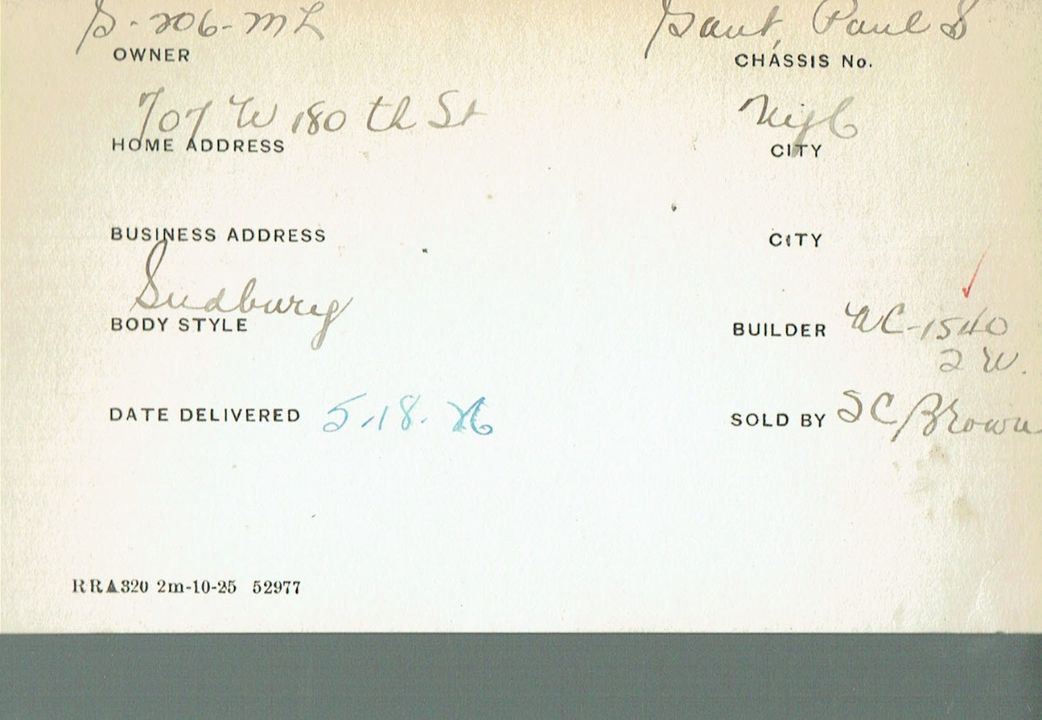 S-206-ML Gant, Paul S
OWNER CHASSIS No.
707 W 180 th St NYC
HOME ADDRESS CITY
BUSINESS ADDRESS CITY
Sudbury
BODY STYLE BUILDER WC-1540
2 W.
DATE DELIVERED 5-18-26 SOLD BY SC Brown
RRA320 2m-10-25 52977